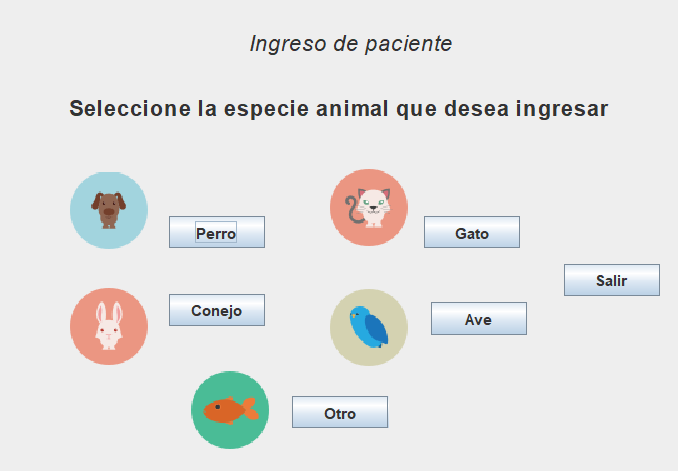 Ingreso de paciente
Seleccione la especie animal que desea ingresar
Perro
Gato
Salir
Conejo
Ave
Otro